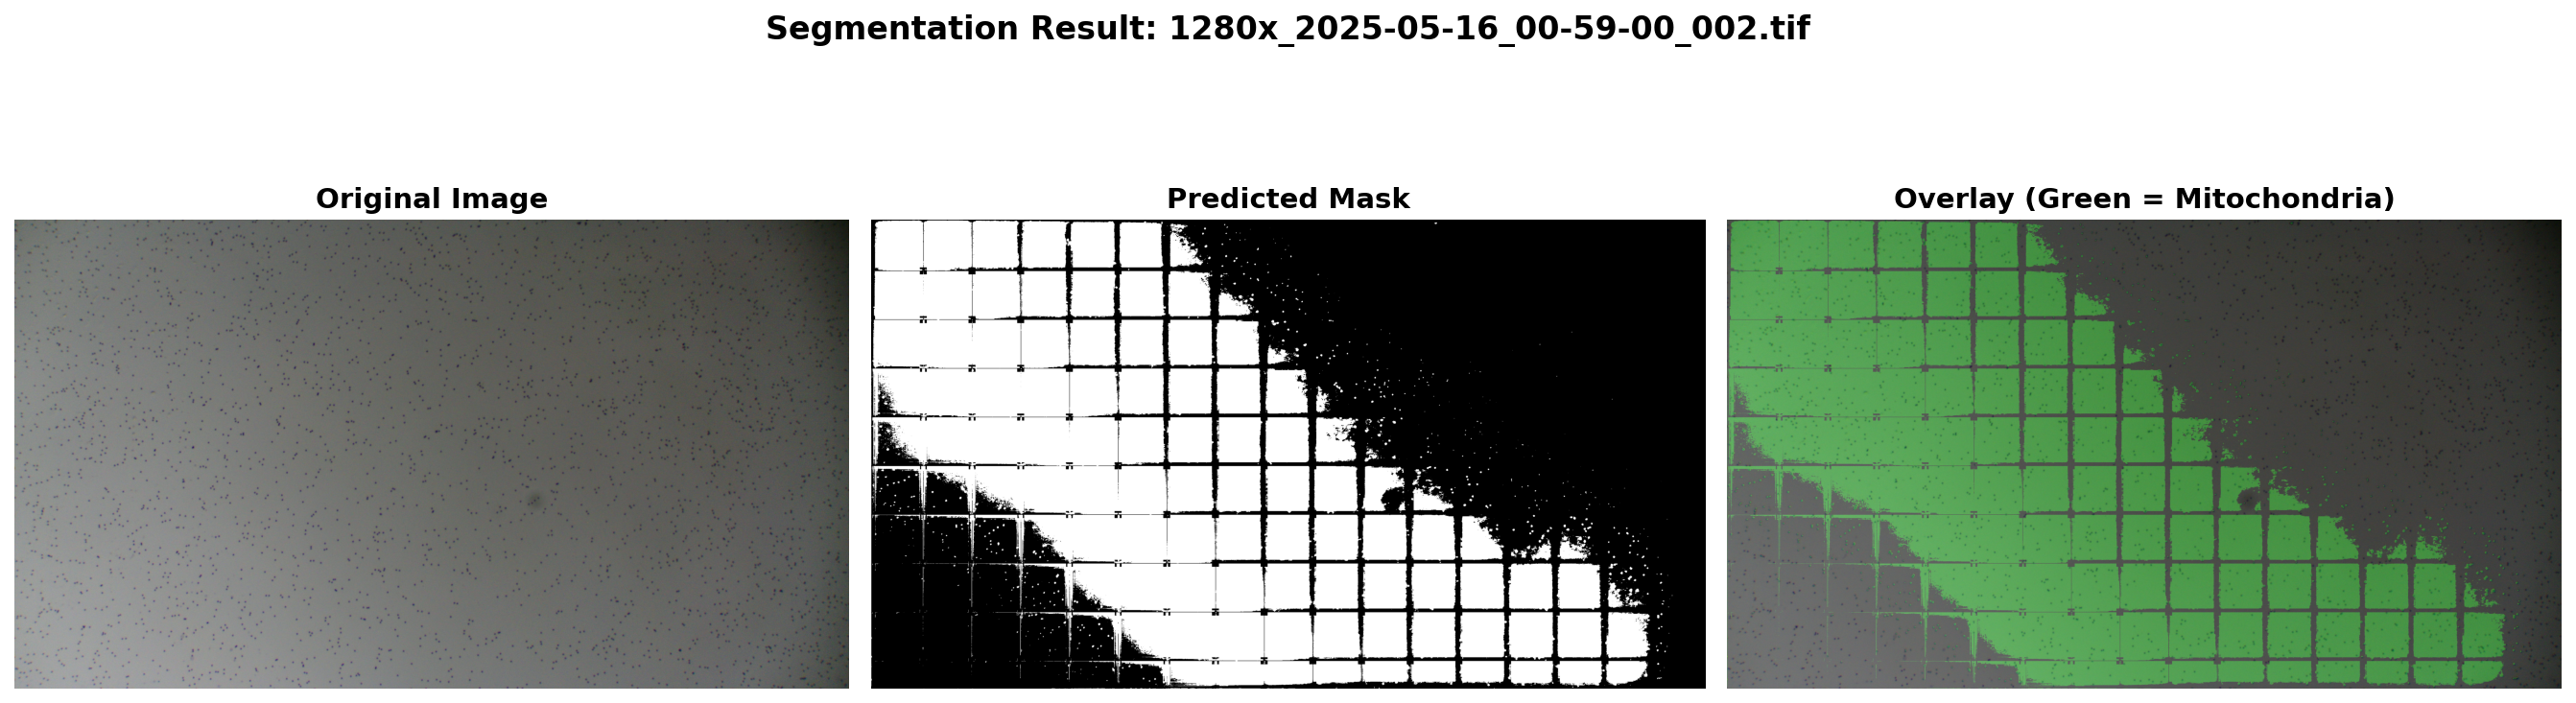 Segmentation Result: 1280x_2025-05-16_00-59-00_002.tif
Original Image
Predicted Mask
Overlay (Green = Mitochondria)